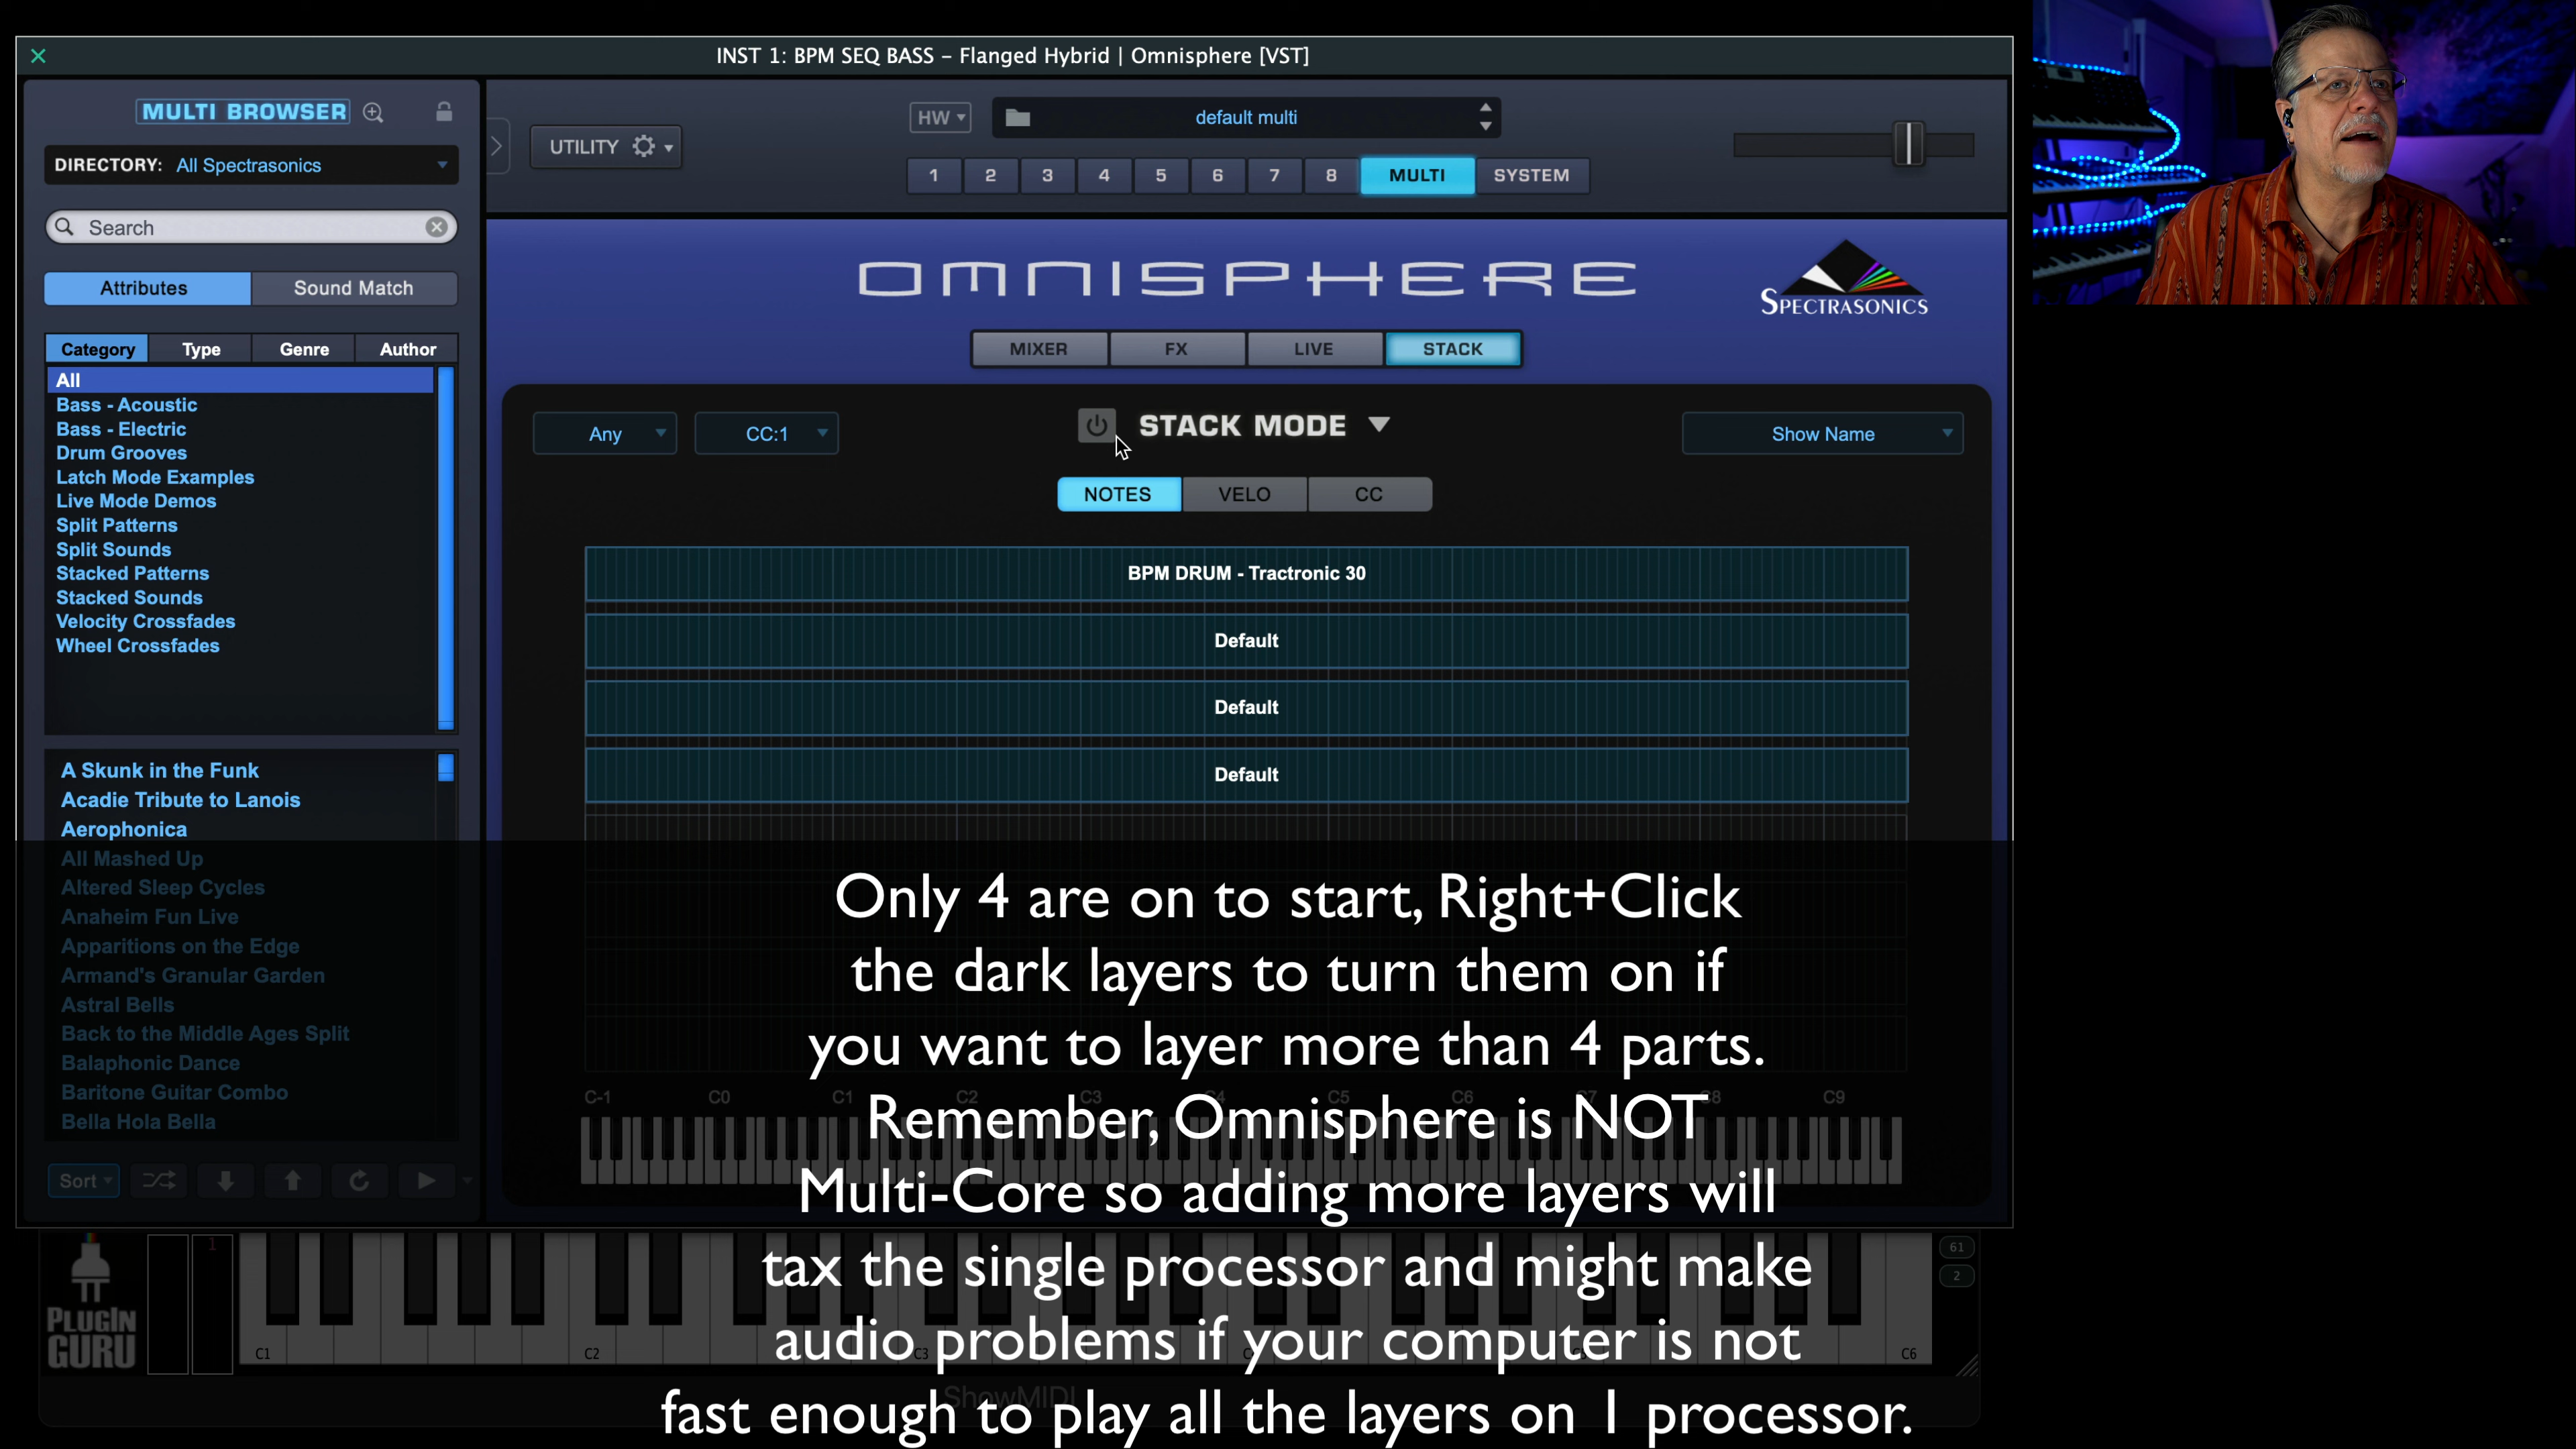 INST 1: BPM SEQ BASS – Flanged Hybrid | Omnisphere [VST]
MULTI BROWSER
DIRECTORY: All Spectrasonics
Search
Attributes Sound Match
Category Type Genre Author
All
Bass - Acoustic
Bass - Electric
Drum Grooves
Latch Mode Examples
Live Mode Demos
Split Patterns
Split Sounds
Stacked Patterns
Stacked Sounds
Velocity Crossfades
Wheel Crossfades
A Skunk in the Funk
Acadie Tribute to Lanois
Aerophonica
All Mashed Up
Altered Sleep Cycles
Anaheim Fun Live
Apparitions on the Edge
Armand's Granular Garden
Astral Bells
Back to the Middle Ages Split
Balaphonic Dance
Baritone Guitar Combo
Bella Hola Bella
Sort
UTILITY
HW
default multi
1 2 3 4 5 6 7 8 MULTI SYSTEM
OMNISPHERE
SPECTRASONICS
MIXER FX LIVE STACK
Any CC:1 STACK MODE Show Name
NOTES VELO CC
BPM DRUM - Tractronic 30
Default
Default
Default
Only 4 are on to start, Right+Click
the dark layers to turn them on if
you want to layer more than 4 parts.
Remember, Omnisphere is NOT
Multi-Core so adding more layers will
tax the single processor and might make
audio problems if your computer is not
fast enough to play all the layers on 1 processor.
C-1 C0 C1 C2 C3 C4 C5 C6 C7 C8 C9
PLUGIN
GURU
1
C1 C2 C3 C6
61
2
ShowMIDI